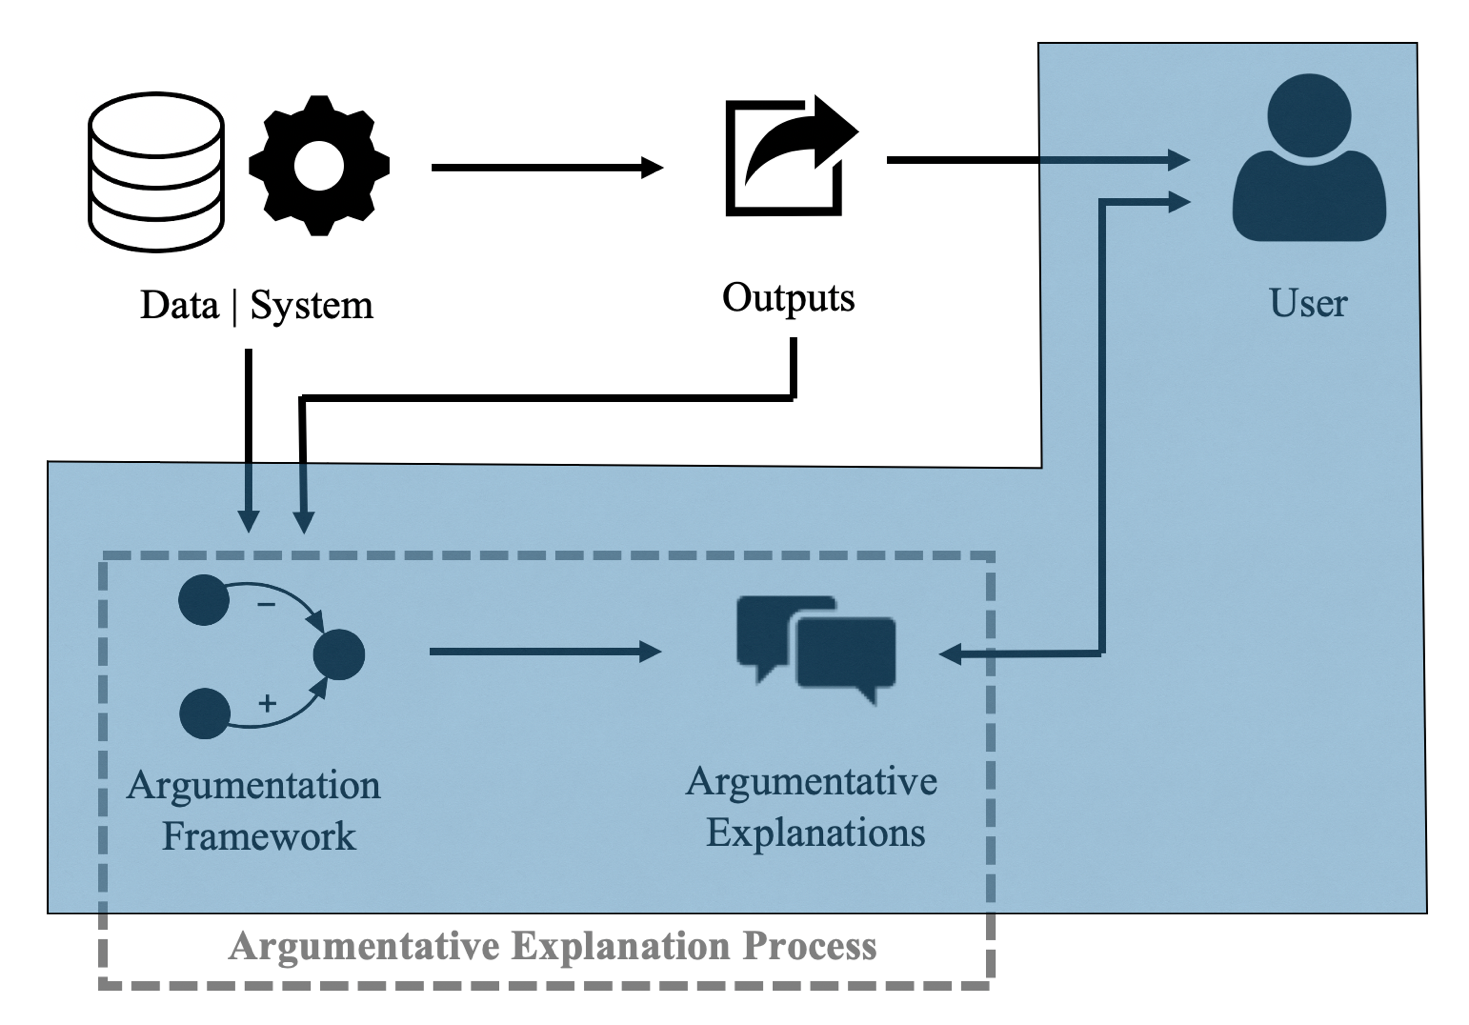 Data | System
Outputs
User
−
+
Argumentation
Framework
Argumentative
Explanations
Argumentative Explanation Process